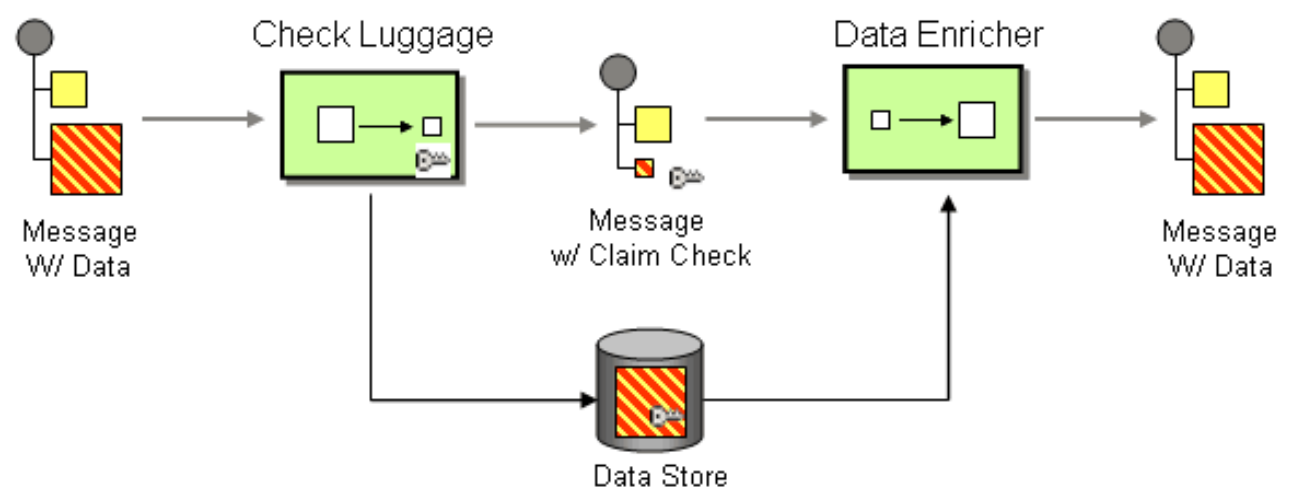 Check Luggage
Data Enricher
Message
W/ Data
Message
w/ Claim Check
Message
W/ Data
Data Store